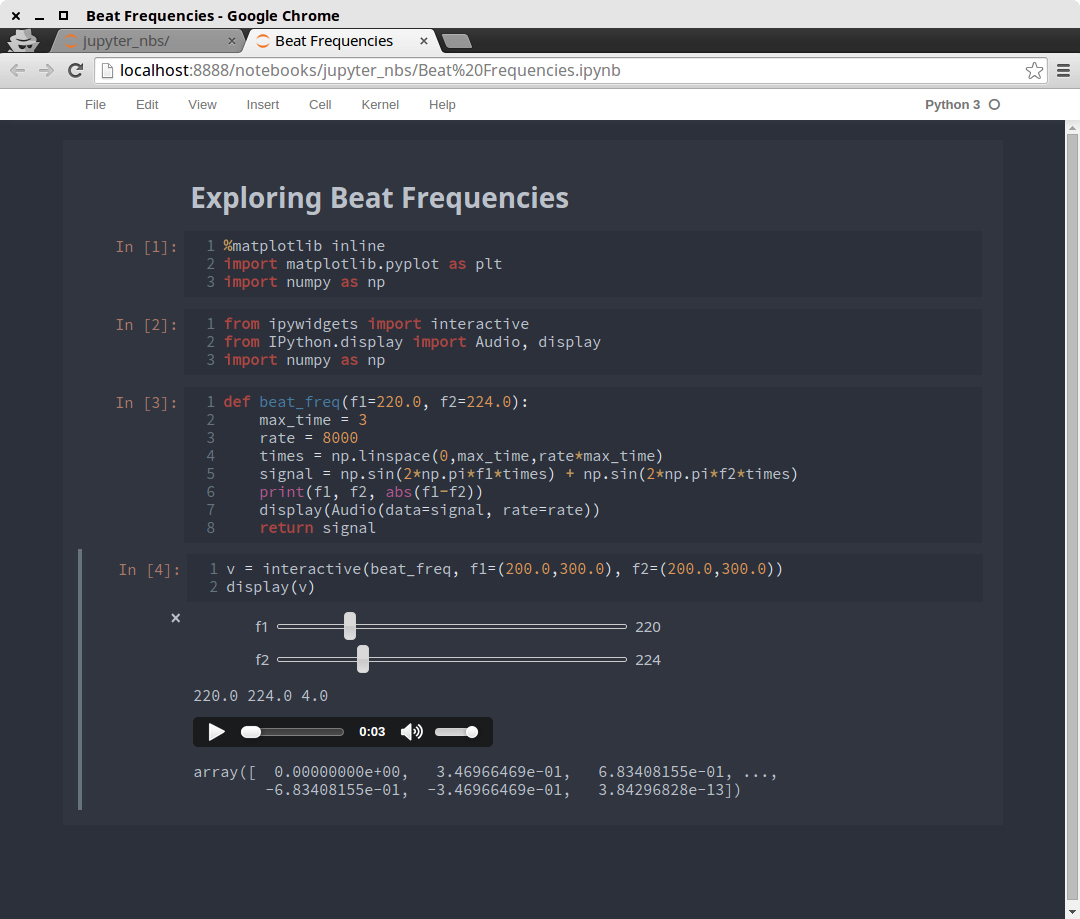 Beat Frequencies - Google Chrome
jupyter_nbs/
Beat Frequencies
localhost:8888/notebooks/jupyter_nbs/Beat%20Frequencies.ipynb
File Edit View Insert Cell Kernel Help Python 3
Exploring Beat Frequencies
In [1]: 1 %matplotlib inline
2 import matplotlib.pyplot as plt
3 import numpy as np
In [2]: 1 from ipywidgets import interactive
2 from IPython.display import Audio, display
3 import numpy as np
In [3]: 1 def beat_freq(f1=220.0, f2=224.0):
2     max_time = 3
3     rate = 8000
4     times = np.linspace(0,max_time,rate*max_time)
5     signal = np.sin(2*np.pi*f1*times) + np.sin(2*np.pi*f2*times)
6     print(f1, f2, abs(f1-f2))
7     display(Audio(data=signal, rate=rate))
8     return signal
In [4]: 1 v = interactive(beat_freq, f1=(200.0,300.0), f2=(200.0,300.0))
2 display(v)
f1 220
f2 224
220.0 224.0 4.0
0:03
array([  0.00000000e+00,   3.46966469e-01,   6.83408155e-01, ...,
-6.83408155e-01,  -3.46966469e-01,   3.84296828e-13])